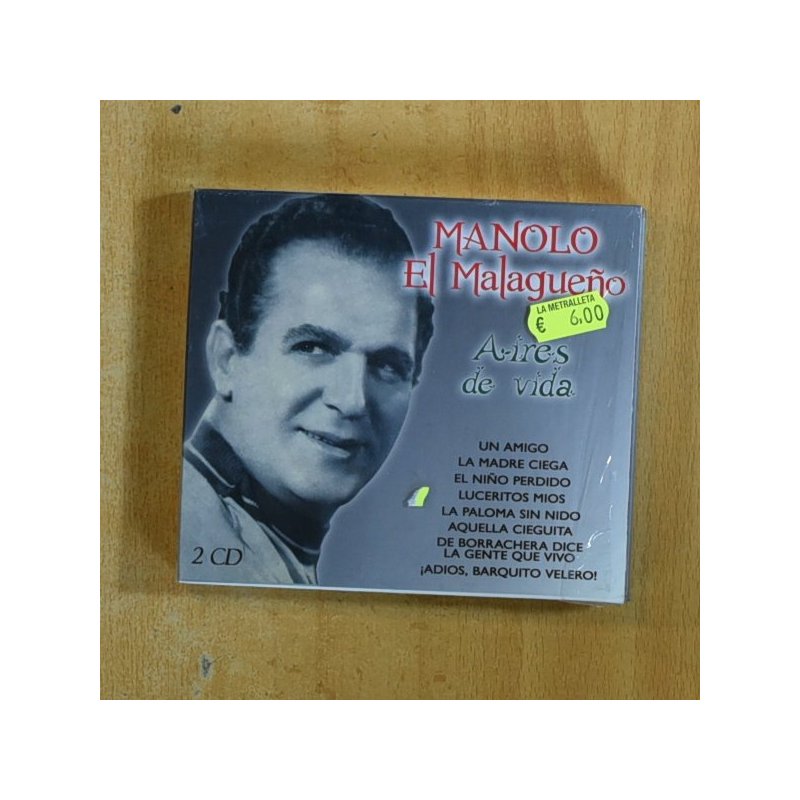 MANOLO
El Malagueño
LA METRALLETA
€ 6,00
Aires
de vida
UN AMIGO
LA MADRE CIEGA
EL NIÑO PERDIDO
LUCERITOS MIOS
LA PALOMA SIN NIDO
AQUELLA CIEGUITA
DE BORRACHERA DICE
LA GENTE QUE VIVO
¡ADIOS, BARQUITO VELERO!
2 CD